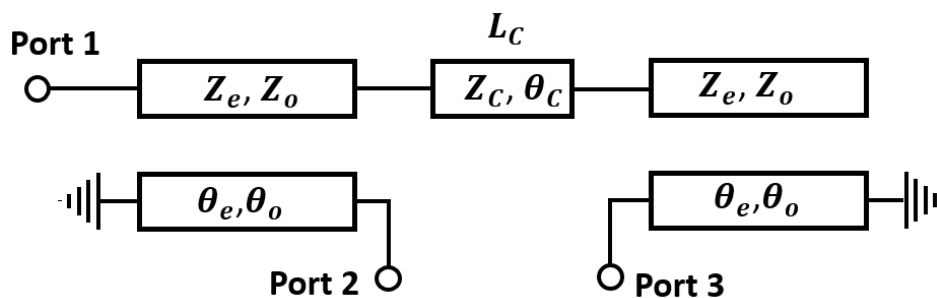 L_C
Port 1
Z_e, Z_o
Z_C, θ_C
Z_e, Z_o
θ_e,θ_o
θ_e,θ_o
Port 2
Port 3